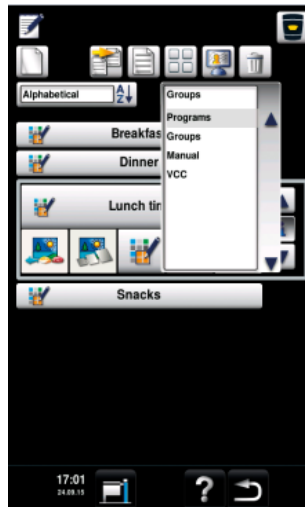 Alphabetical
A
Z
Groups
Programs
Groups
Manual
VCC
Breakfas
Dinner
Lunch tin
Snacks
17:01
24.09.15
?